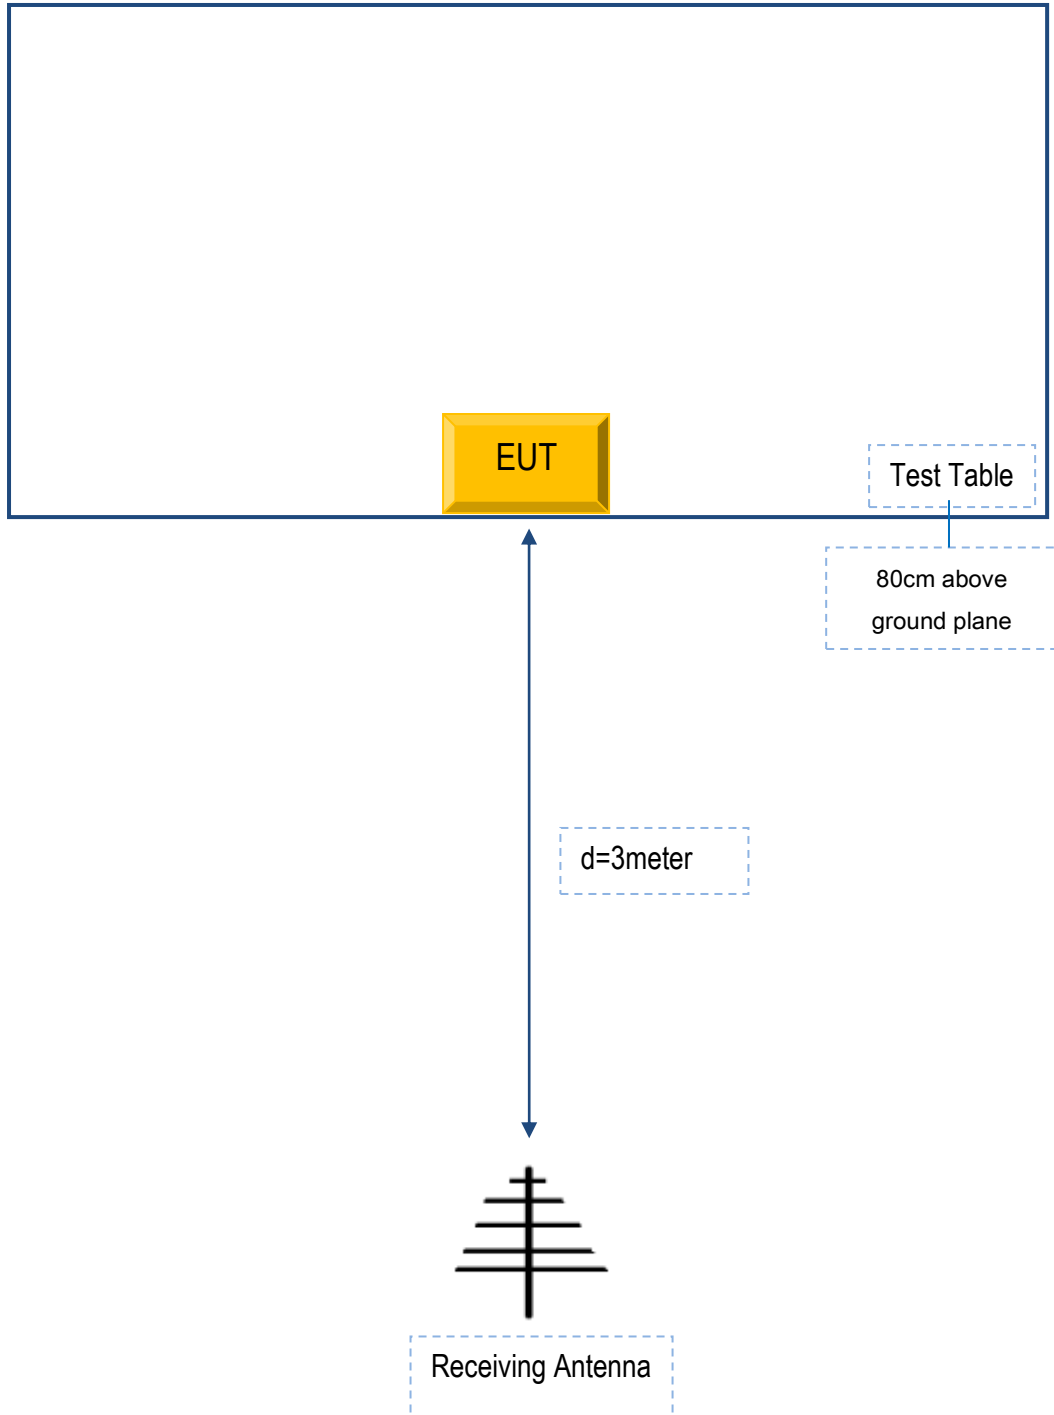 EUT
Test Table
80cm above
ground plane
d=3meter
Receiving Antenna